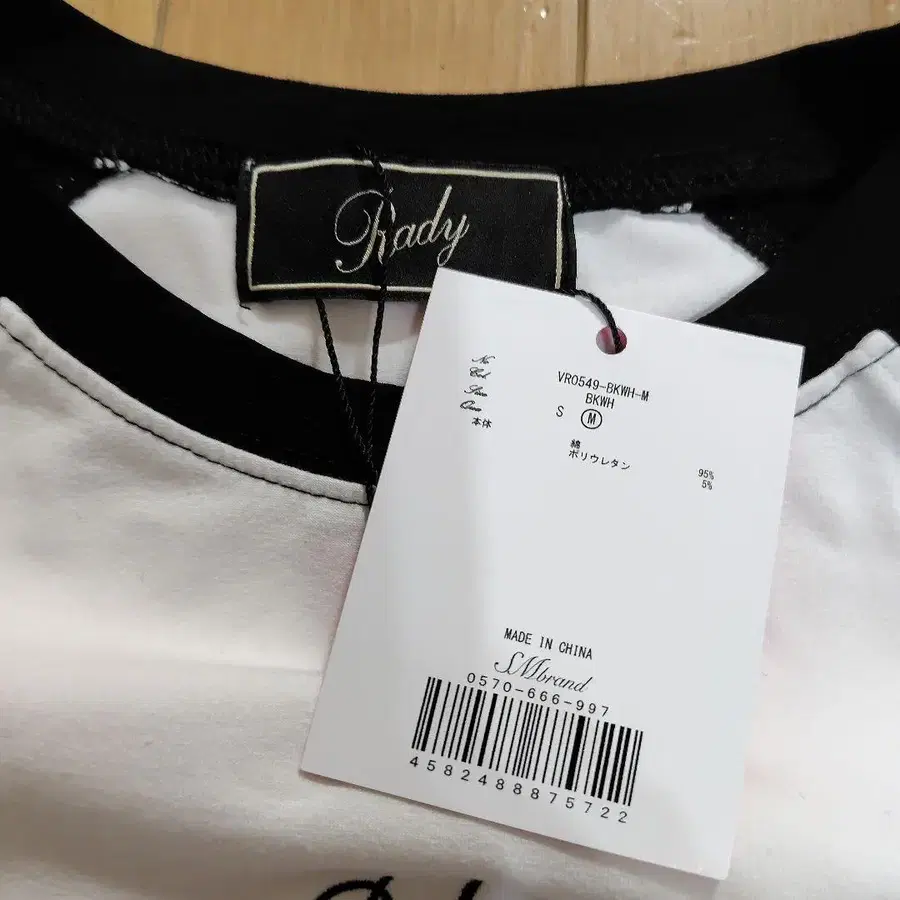 Rady
No VR0549-BKWH-M
Col BKWH
Size S M
Qua 綿 95%
本体 ポリウレタン 5%
MADE IN CHINA
SMbrand
0570-666-997
4582488875722